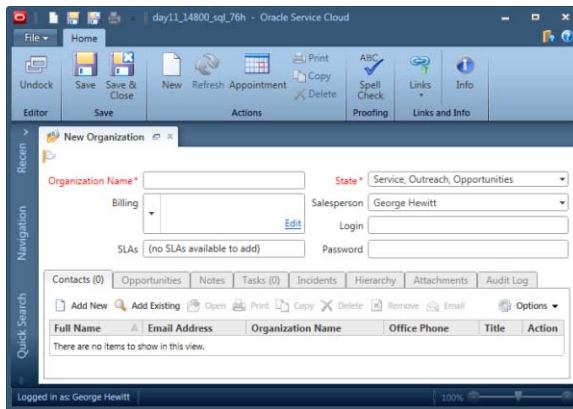 day11_14800_sql_76h - Oracle Service Cloud
File Home
Undock Save Save & Close New Refresh Appointment Print Copy Delete ABC Spell Check Links Info
Editor Save Actions Proofing Links and Info
Recen
Navigation
Quick Search
New Organization
Organization Name* State* Service, Outreach, Opportunities
Billing Edit Salesperson George Hewitt
Login
SLAs (no SLAs available to add) Password
Contacts (0) Opportunities Notes Tasks (0) Incidents Hierarchy Attachments Audit Log
Add New Add Existing Open Print Copy Delete Remove Email Options
Full Name Email Address Organization Name Office Phone Title Action
There are no items to show in this view.
Logged in as: George Hewitt 100%